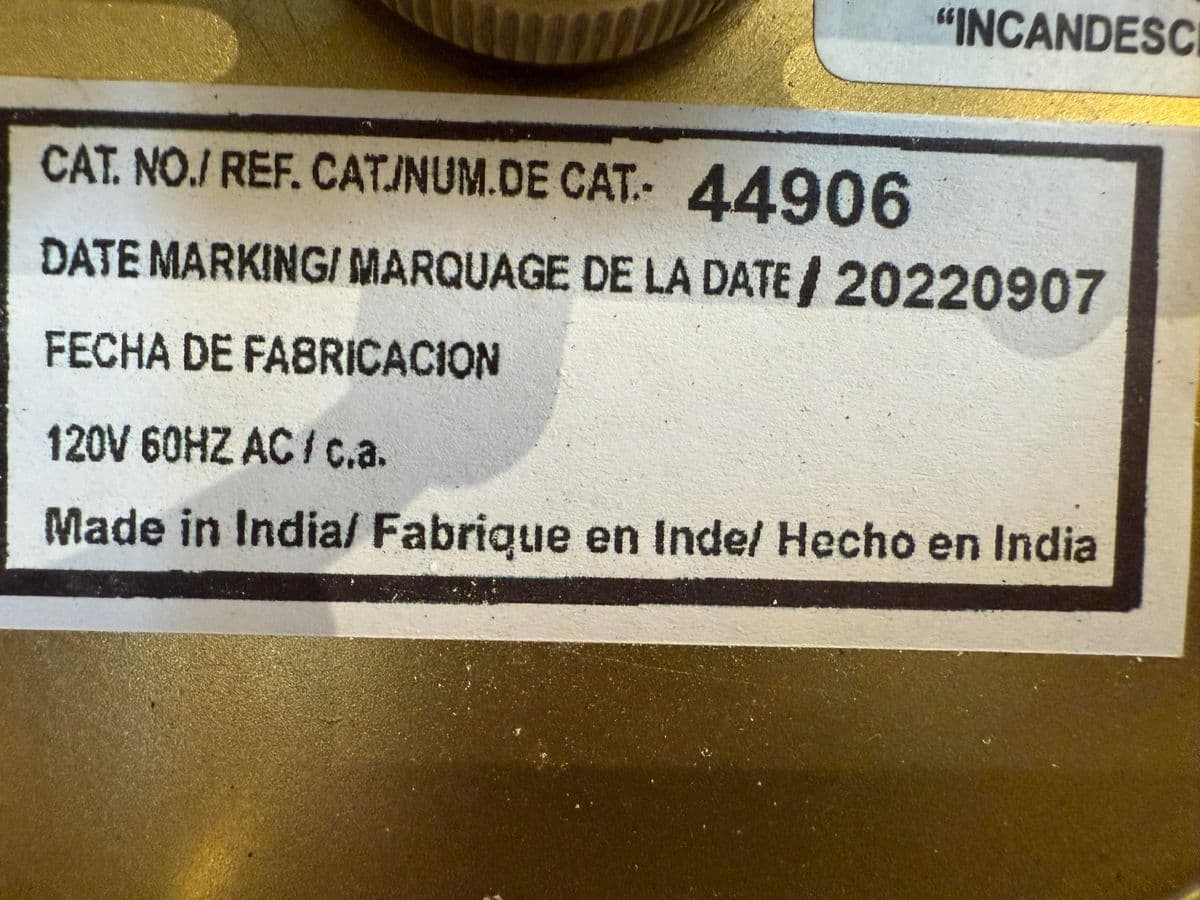 "INCANDESC
CAT. NO./ REF. CAT./NUM.DE CAT.- 44906
DATE MARKING/ MARQUAGE DE LA DATE / 20220907
FECHA DE FABRICACION
120V 60HZ AC / c.a.
Made in India/ Fabrique en Inde/ Hecho en India